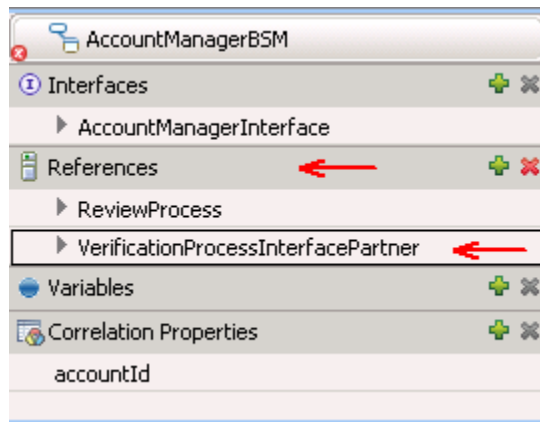 AccountManagerBSM
Interfaces
AccountManagerInterface
References
ReviewProcess
VerificationProcessInterfacePartner
Variables
Correlation Properties
accountId